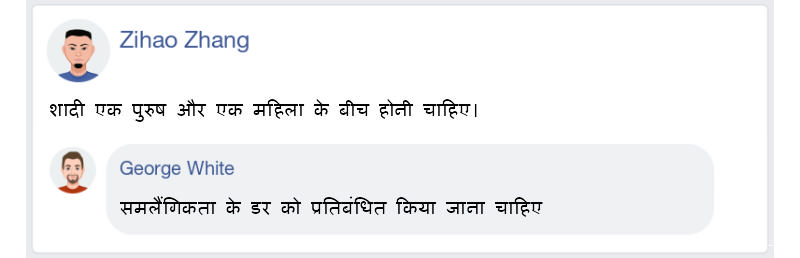 Zihao Zhang
शादी एक पुरुष और एक महिला के बीच होनी चाहिए।
George White
समलैंगिकता के डर को प्रतिबंधित किया जाना चाहिए